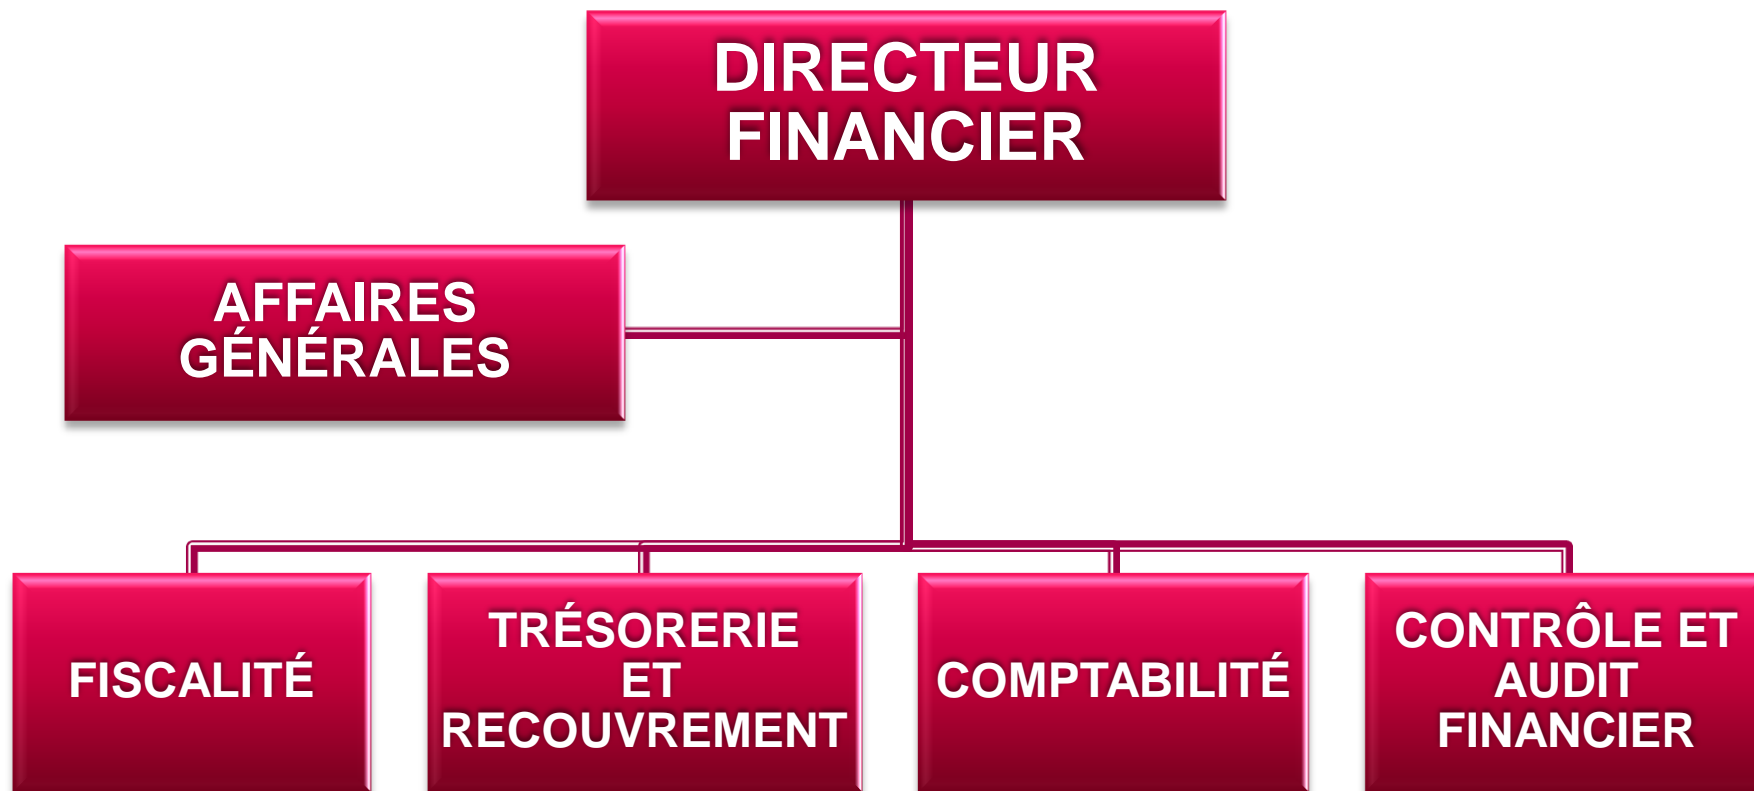 DIRECTEUR
FINANCIER
AFFAIRES
GÉNÉRALES
FISCALITÉ
TRÉSORERIE
ET
RECOUVREMENT
COMPTABILITÉ
CONTRÔLE ET
AUDIT
FINANCIER